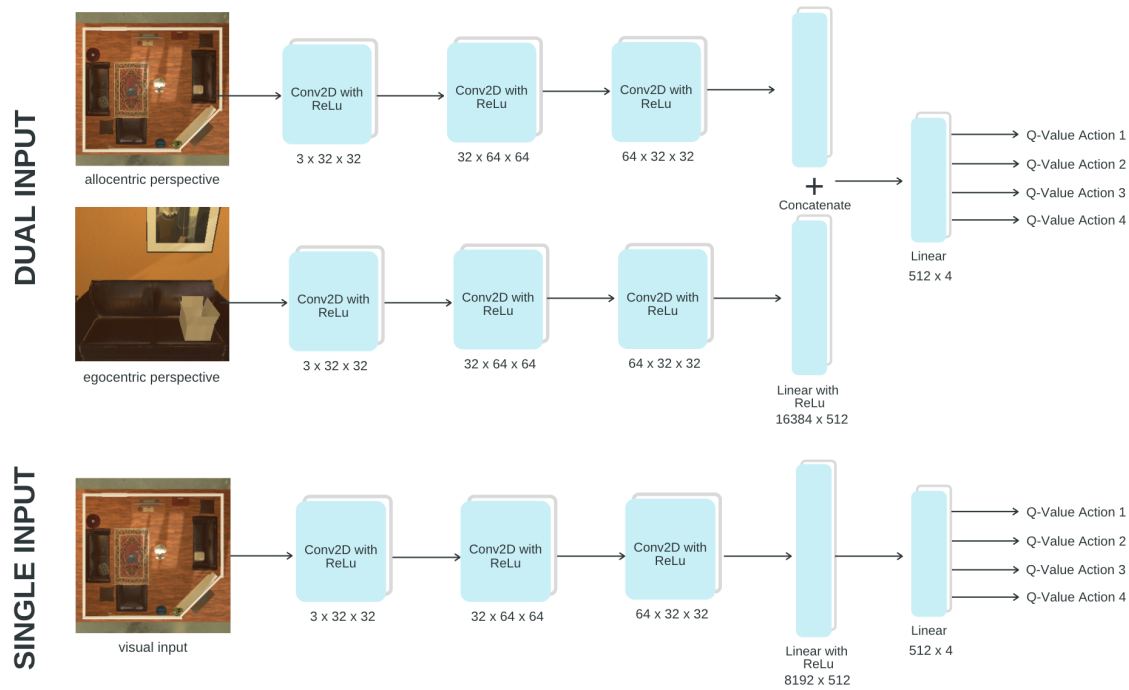 DUAL INPUT
allocentric perspective
Conv2D with
ReLu
3 x 32 x 32
Conv2D with
ReLu
32 x 64 x 64
Conv2D with
ReLu
64 x 32 x 32
+
Concatenate
Linear
512 x 4
Q-Value Action 1
Q-Value Action 2
Q-Value Action 3
Q-Value Action 4
egocentric perspective
Conv2D with
ReLu
3 x 32 x 32
Conv2D with
ReLu
32 x 64 x 64
Conv2D with
ReLu
64 x 32 x 32
Linear with
ReLu
16384 x 512
SINGLE INPUT
visual input
Conv2D with
ReLu
3 x 32 x 32
Conv2D with
ReLu
32 x 64 x 64
Conv2D with
ReLu
64 x 32 x 32
Linear with
ReLu
8192 x 512
Linear
512 x 4
Q-Value Action 1
Q-Value Action 2
Q-Value Action 3
Q-Value Action 4